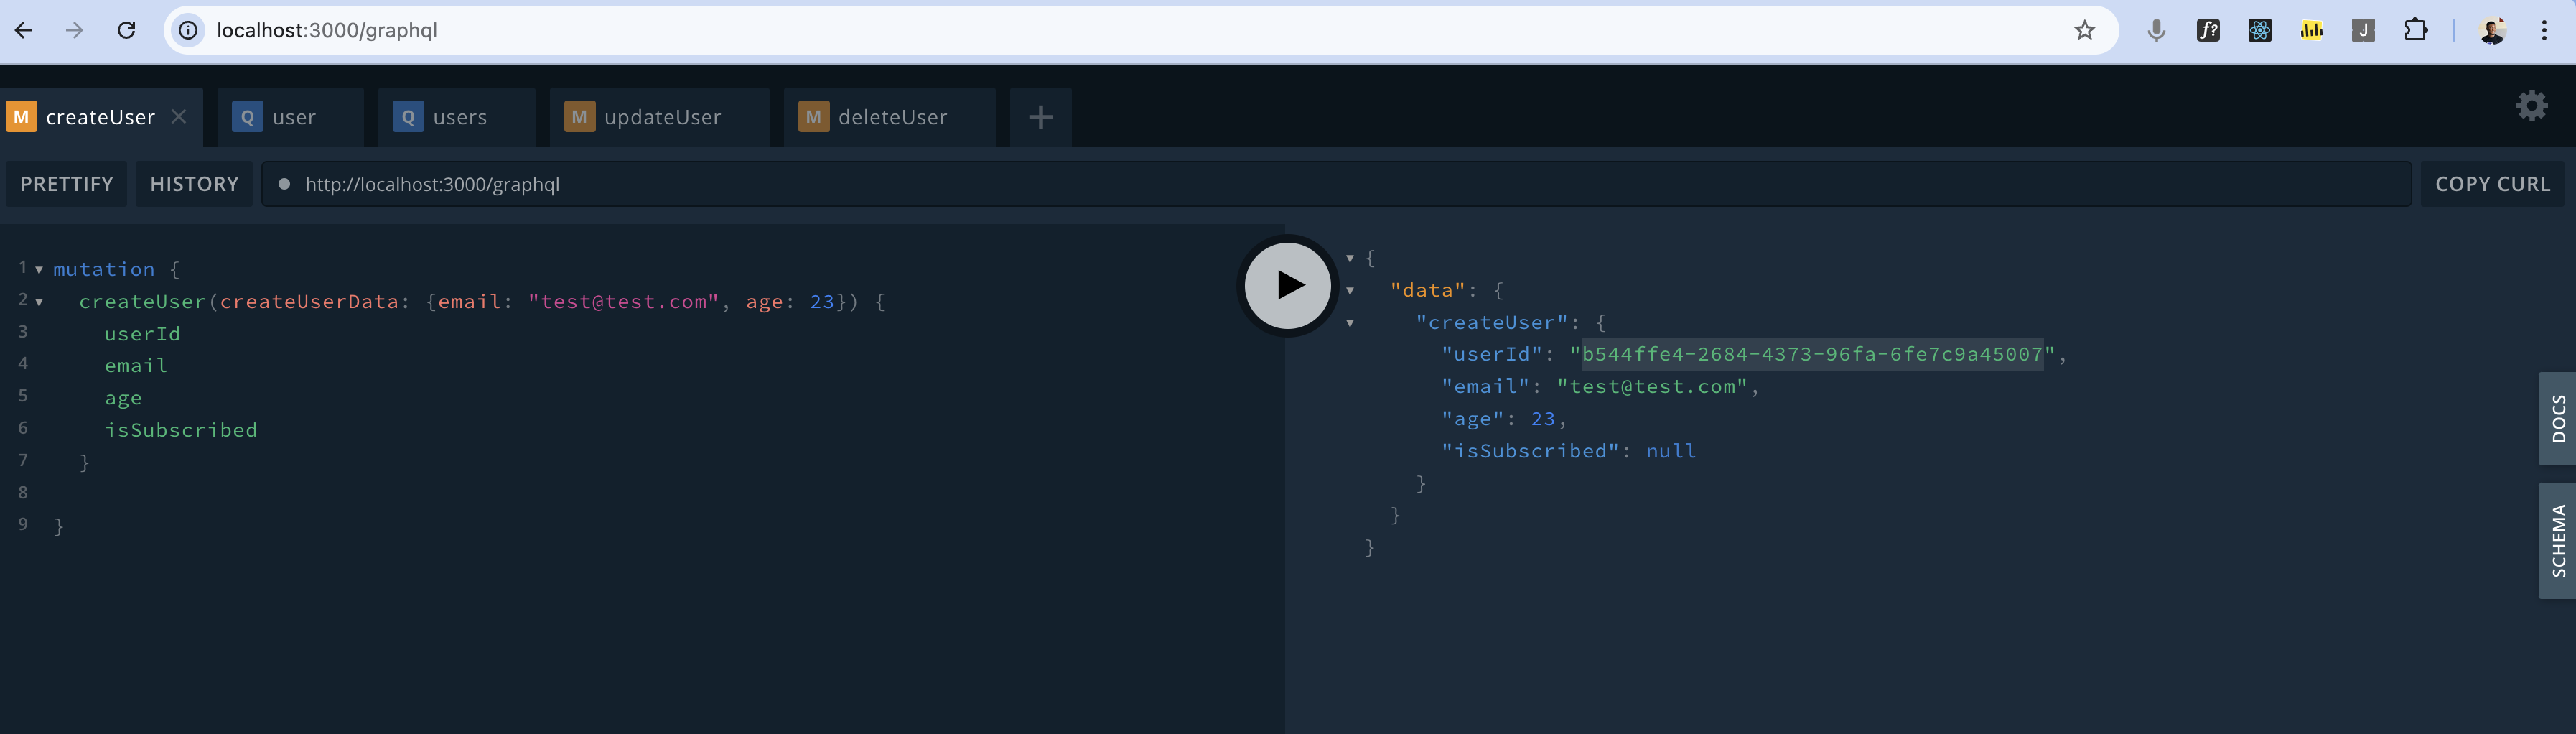 localhost:3000/graphql
f?
J
M createUser
Q user
Q users
M updateUser
M deleteUser
+
PRETTIFY
HISTORY
http://localhost:3000/graphql
COPY CURL
1 mutation {
2 createUser(createUserData: {email: "test@test.com", age: 23}) {
3 userId
4 email
5 age
6 isSubscribed
7 }
8
9 }
{
"data": {
"createUser": {
"userId": "b544ffe4-2684-4373-96fa-6fe7c9a45007",
"email": "test@test.com",
"age": 23,
"isSubscribed": null
}
}
}
DOCS
SCHEMA